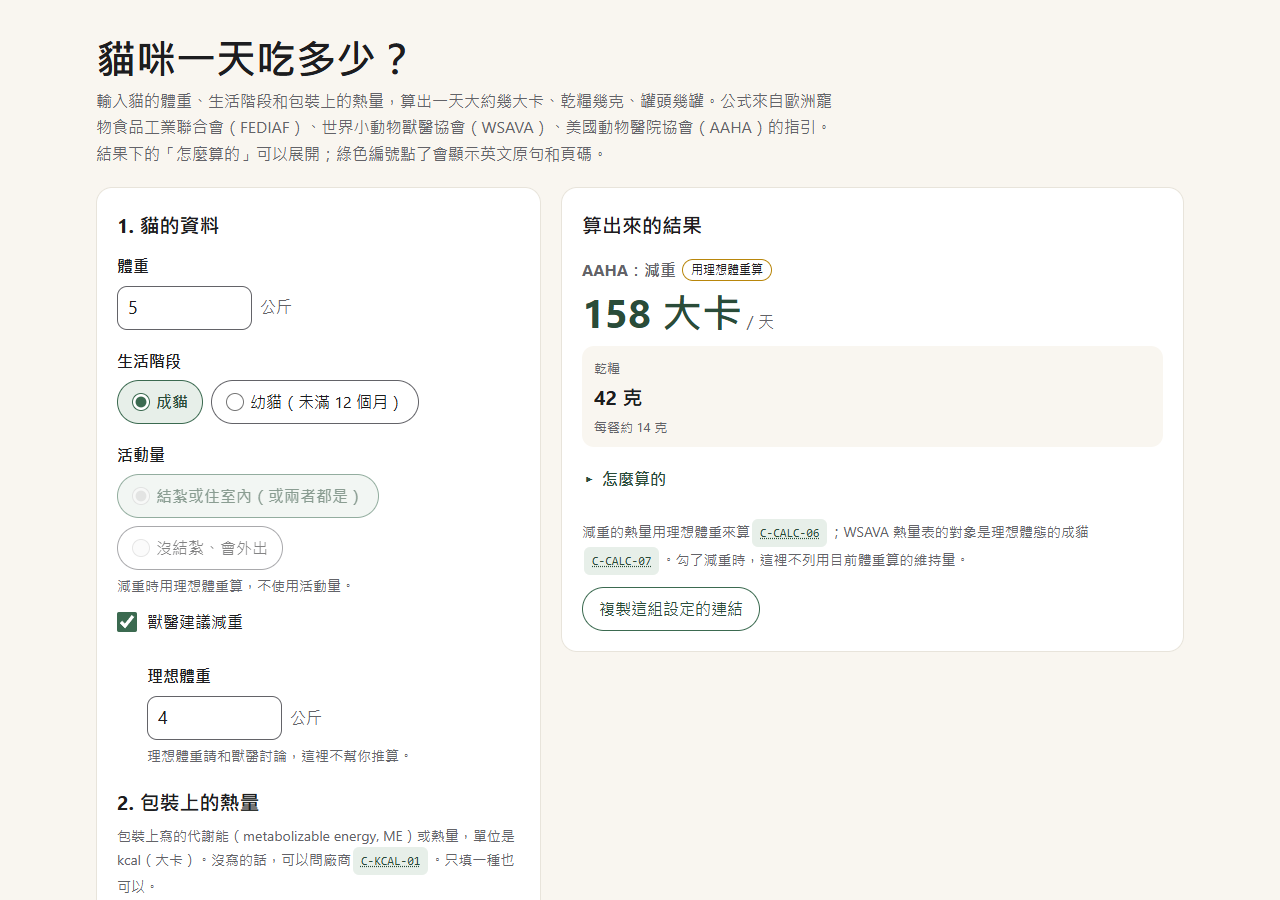 貓咪一天吃多少？
輸入貓的體重、生活階段和包裝上的熱量，算出一天大約幾大卡、乾糧幾克、罐頭幾罐。公式來自歐洲寵
物食品工業聯合會（FEDIAF）、世界小動物獸醫協會（WSAVA）、美國動物醫院協會（AAHA）的指引。
結果下的「怎麼算的」可以展開；綠色編號點了會顯示英文原句和頁碼。
1. 貓的資料
體重
5 公斤
生活階段
成貓 幼貓（未滿 12 個月）
活動量
結紮或住室內（或兩者都是）
沒結紮、會外出
減重時用理想體重算，不使用活動量。
獸醫建議減重
理想體重
4 公斤
理想體重請和獸醫討論，這裡不幫你推算。
2. 包裝上的熱量
包裝上寫的代謝能（metabolizable energy, ME）或熱量，單位是
kcal（大卡）。沒寫的話，可以問廠商 C-KCAL-01 。只填一種也
可以。
算出來的結果
AAHA：減重 用理想體重算
158 大卡 / 天
乾糧
42 克
每餐約 14 克
▸ 怎麼算的
減重的熱量用理想體重來算 C-CALC-06 ；WSAVA 熱量表的對象是理想體態的成貓
C-CALC-07 。勾了減重時，這裡不列用目前體重算的維持量。
複製這組設定的連結